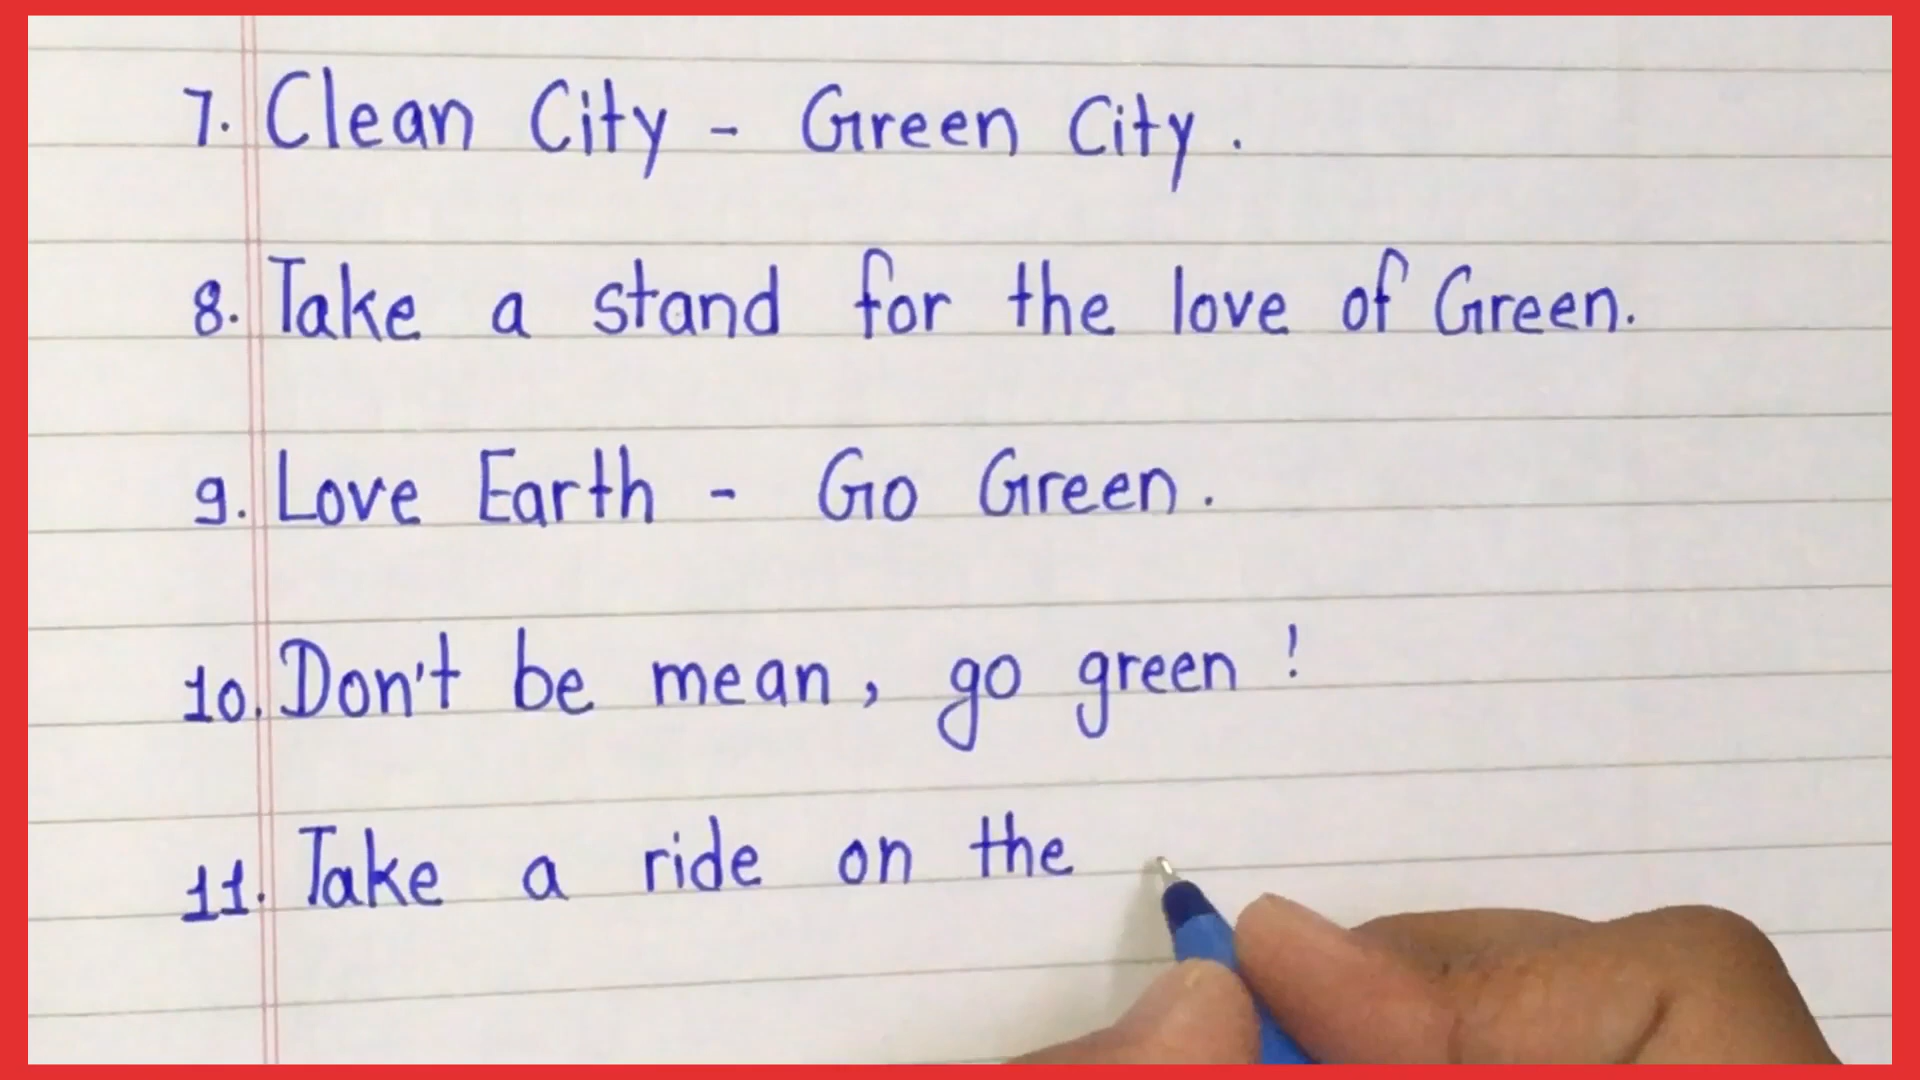 7. Clean City - Green City.
8. Take a stand for the love of Green.
9. Love Earth - Go Green.
10. Don't be mean, go green!
11. Take a ride on the